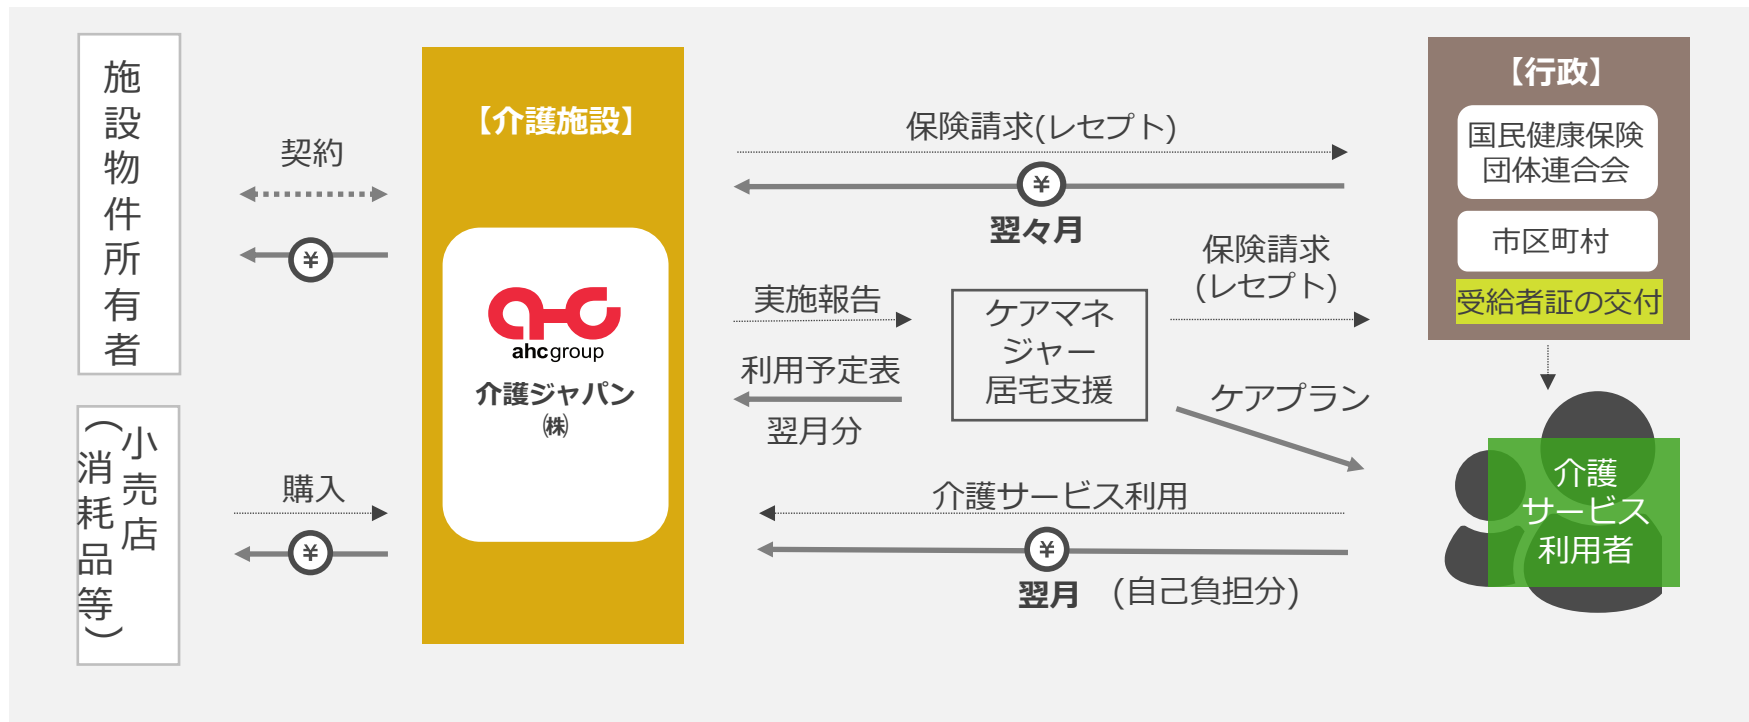 施設物件所有者
小売店
（消耗品等）
契約
¥
購入
¥
【介護施設】
ahcgroup
介護ジャパン
㈱
保険請求(レセプト)
¥
翌々月
実施報告
利用予定表
翌月分
ケアマネ
ジャー
居宅支援
保険請求
(レセプト)
ケアプラン
介護サービス利用
¥
翌月 (自己負担分)
【行政】
国民健康保険
団体連合会
市区町村
受給者証の交付
介護
サービス
利用者